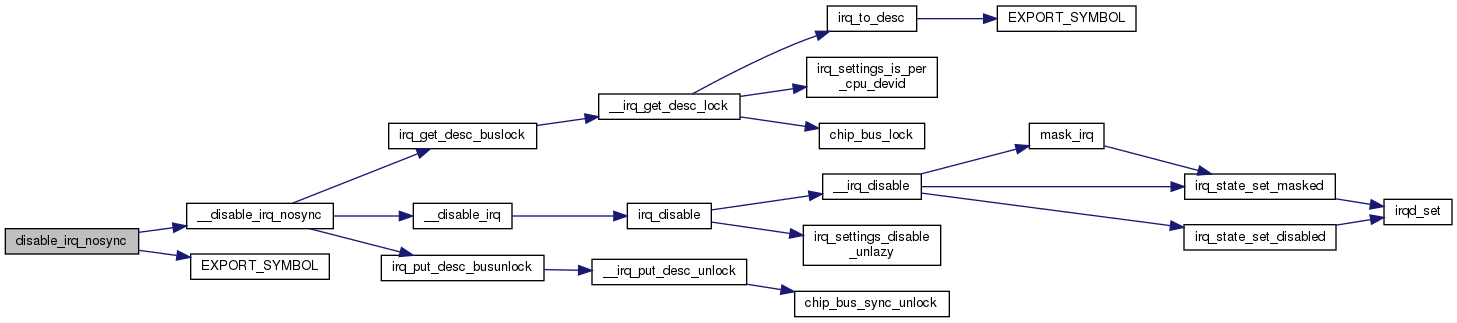 disable_irq_nosync
__disable_irq_nosync
EXPORT_SYMBOL
irq_get_desc_buslock
__disable_irq
irq_put_desc_busunlock
__irq_get_desc_lock
irq_disable
__irq_put_desc_unlock
irq_to_desc
irq_settings_is_per
_cpu_devid
chip_bus_lock
__irq_disable
irq_settings_disable
_unlazy
chip_bus_sync_unlock
EXPORT_SYMBOL
mask_irq
irq_state_set_masked
irq_state_set_disabled
irqd_set